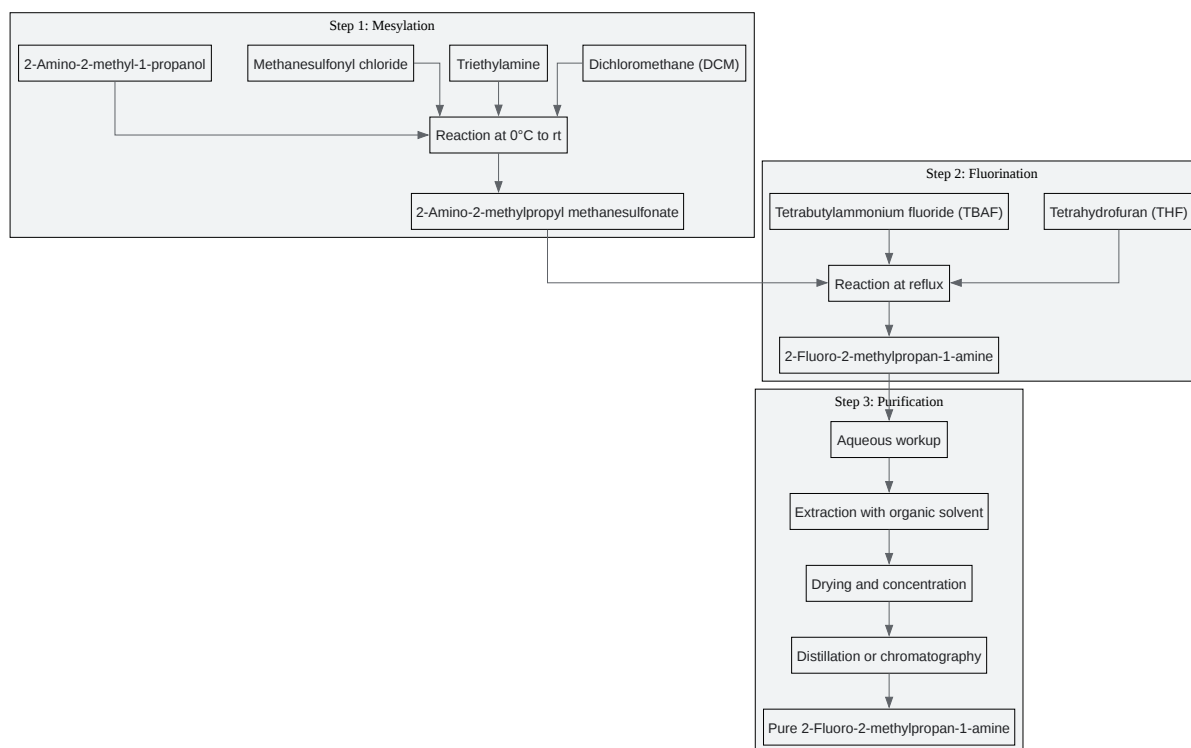 Step 1: Mesylation
2-Amino-2-methyl-1-propanol
Methanesulfonyl chloride
Triethylamine
Dichloromethane (DCM)
Reaction at 0°C to rt
2-Amino-2-methylpropyl methanesulfonate
Step 2: Fluorination
Tetrabutylammonium fluoride (TBAF)
Tetrahydrofuran (THF)
Reaction at reflux
2-Fluoro-2-methylpropan-1-amine
Step 3: Purification
Aqueous workup
Extraction with organic solvent
Drying and concentration
Distillation or chromatography
Pure 2-Fluoro-2-methylpropan-1-amine